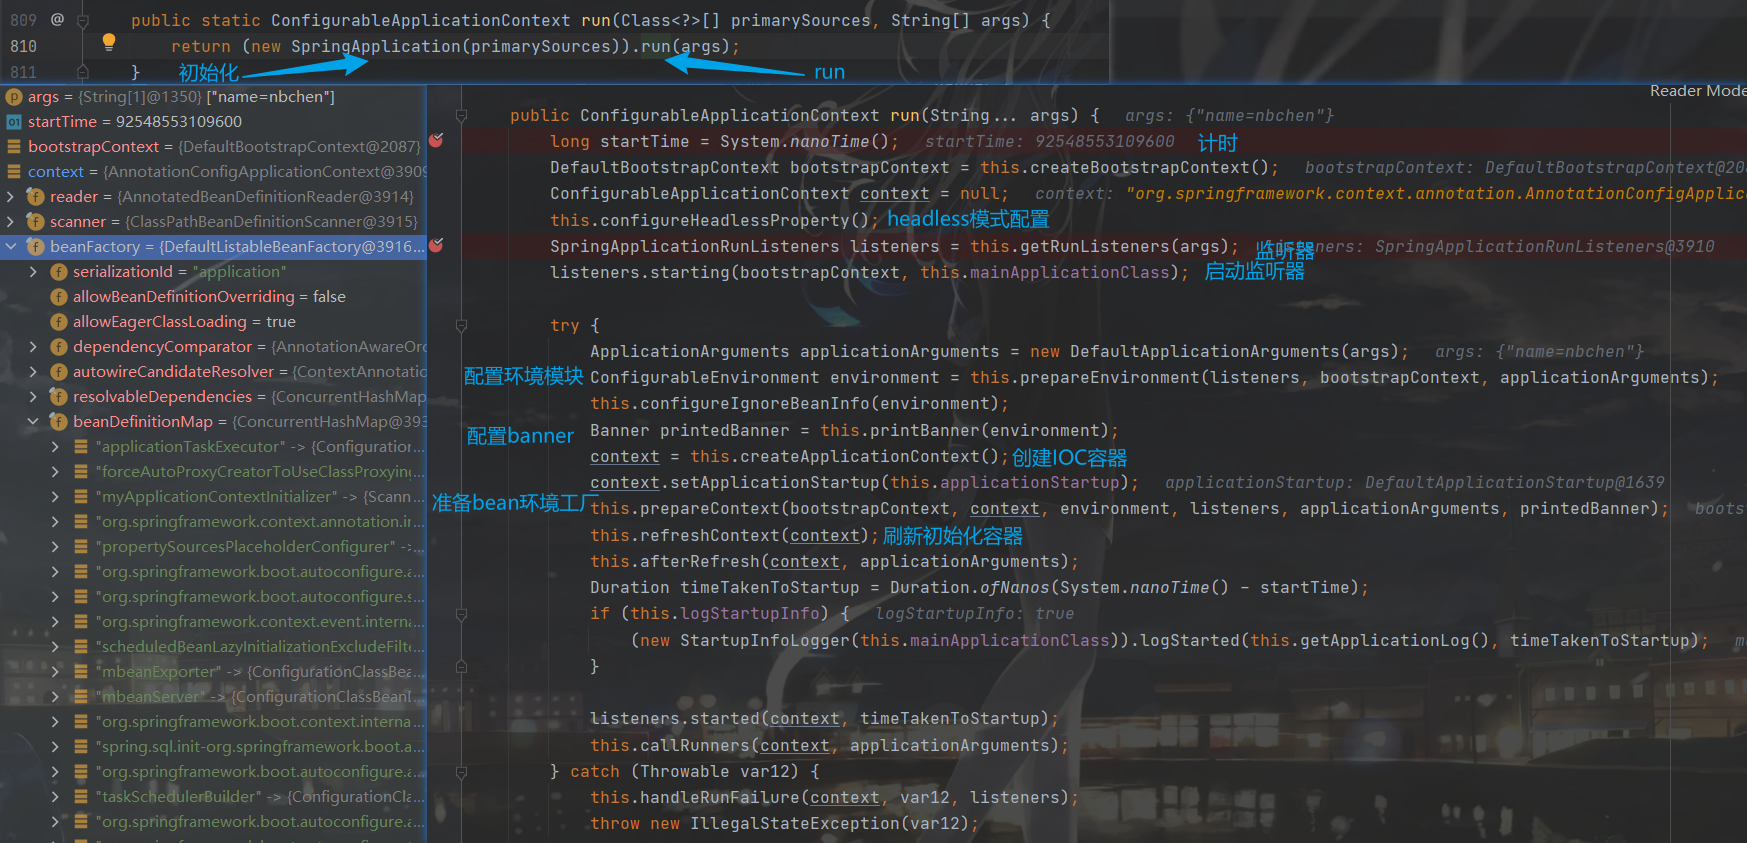 809 @ public static ConfigurableApplicationContext run(Class<?>[] primarySources, String[] args) {
810 return (new SpringApplication(primarySources)).run(args);
811 }
初始化
run
args = {String[1]@1350} ["name=nbchen"]
startTime = 92548553109600
bootstrapContext = {DefaultBootstrapContext@2087}
context = {AnnotationConfigApplicationContext@3909
reader = {AnnotatedBeanDefinitionReader@3914}
scanner = {ClassPathBeanDefinitionScanner@3915}
beanFactory = {DefaultListableBeanFactory@3916...
serializationId = "application"
allowBeanDefinitionOverriding = false
allowEagerClassLoading = true
dependencyComparator = {AnnotationAwareOrc
autowireCandidateResolver = {ContextAnnotatio
resolvableDependencies = {ConcurrentHashMap
beanDefinitionMap = {ConcurrentHashMap@393
"applicationTaskExecutor" -> {Configuration...
"forceAutoProxyCreatorToUseClassProxying...
"myApplicationContextInitializer" -> {Scann...
"org.springframework.context.annotation.in...
"propertySourcesPlaceholderConfigurer" ->...
"org.springframework.boot.autoconfigure.a...
"org.springframework.boot.autoconfigure.s...
"org.springframework.context.event.interna...
"scheduledBeanLazyInitializationExcludeFilte...
"mbeanExporter" -> {ConfigurationClassBea...
"mbeanServer" -> {ConfigurationClassBeanD...
"org.springframework.boot.context.interna...
"spring.sql.init-org.springframework.boot.a...
"org.springframework.boot.autoconfigure.a...
"taskSchedulerBuilder" -> {ConfigurationCla...
"org.springframework.boot.autoconfigure.a...
Reader Mode
public ConfigurableApplicationContext run(String... args) { args: {"name=nbchen"}
long startTime = System.nanoTime(); startTime: 92548553109600 计时
DefaultBootstrapContext bootstrapContext = this.createBootstrapContext(); bootstrapContext: DefaultBootstrapContext@208
ConfigurableApplicationContext context = null; context: "org.springframework.context.annotation.AnnotationConfigApplic
this.configureHeadlessProperty(); headless模式配置
SpringApplicationRunListeners listeners = this.getRunListeners(args); 监听器 listeners: SpringApplicationRunListeners@3910
listeners.starting(bootstrapContext, this.mainApplicationClass); 启动监听器
try {
ApplicationArguments applicationArguments = new DefaultApplicationArguments(args); args: {"name=nbchen"}
配置环境模块 ConfigurableEnvironment environment = this.prepareEnvironment(listeners, bootstrapContext, applicationArguments);
this.configureIgnoreBeanInfo(environment);
配置banner Banner printedBanner = this.printBanner(environment);
context = this.createApplicationContext(); 创建IOC容器
context.setApplicationStartup(this.applicationStartup); applicationStartup: DefaultApplicationStartup@1639
准备bean环境工厂 this.prepareContext(bootstrapContext, context, environment, listeners, applicationArguments, printedBanner); boots
this.refreshContext(context); 刷新初始化容器
this.afterRefresh(context, applicationArguments);
Duration timeTakenToStartup = Duration.ofNanos(System.nanoTime() - startTime);
if (this.logStartupInfo) { logStartupInfo: true
(new StartupInfoLogger(this.mainApplicationClass)).logStarted(this.getApplicationLog(), timeTakenToStartup); m
}
listeners.started(context, timeTakenToStartup);
this.callRunners(context, applicationArguments);
} catch (Throwable var12) {
this.handleRunFailure(context, var12, listeners);
throw new IllegalStateException(var12);